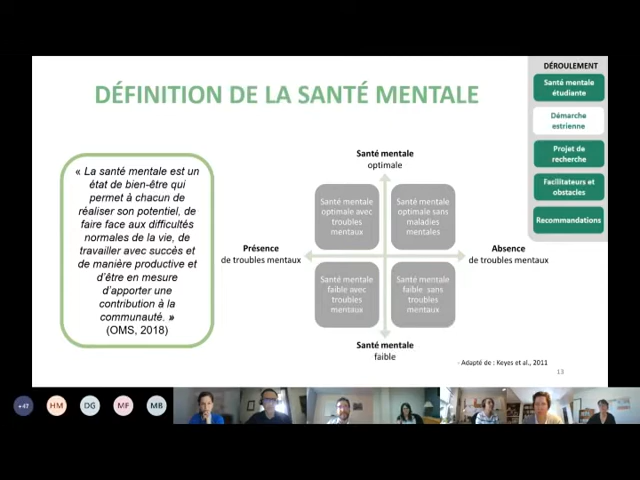 DÉFINITION DE LA SANTÉ MENTALE
« La santé mentale est un
état de bien-être qui
permet à chacun de
réaliser son potentiel, de
faire face aux difficultés
normales de la vie, de
travailler avec succès et
de manière productive et
d'être en mesure
d'apporter une
contribution à la
communauté. »
(OMS, 2018)
Santé mentale
optimale
Santé mentale
optimale avec
troubles
mentaux
Santé mentale
optimale sans
maladies
mentales
Présence
de troubles mentaux
Absence
de troubles mentaux
Santé mentale
faible avec
troubles
mentaux
Santé mentale
faible sans
troubles
mentaux
Santé mentale
faible
- Adapté de : Keyes et al., 2011
13
DÉROULEMENT
Santé mentale
étudiante
Démarche
estrienne
Projet de
recherche
Facilitateurs et
obstacles
Recommandations
+47
HM
DG
MF
MB